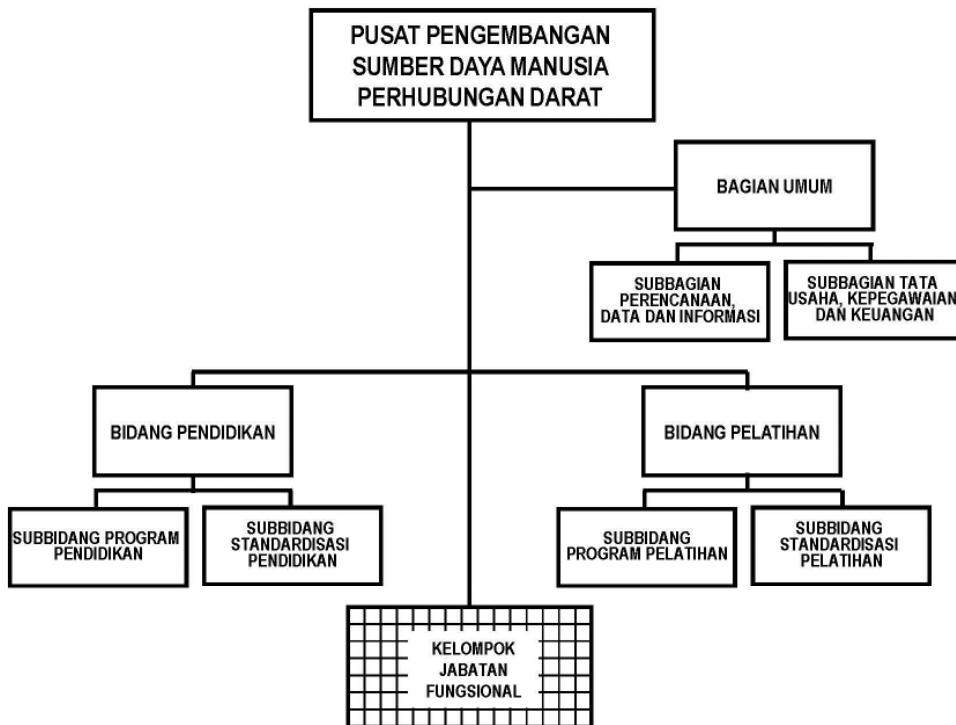 PUSAT PENGEMBANGAN
SUMBER DAYA MANUSIA
PERHUBUNGAN DARAT
BAGIAN UMUM
SUBBAGIAN
PERENCANAAN,
DATA DAN INFORMASI
SUBBAGIAN TATA
USAHA, KEPEGAWAIAN
DAN KEUANGAN
BIDANG PENDIDIKAN
BIDANG PELATIHAN
SUBBIDANG PROGRAM
PENDIDIKAN
SUBBIDANG
STANDARDISASI
PENDIDIKAN
SUBBIDANG
PROGRAM PELATIHAN
SUBBIDANG
STANDARDISASI
PELATIHAN
KELOMPOK
JABATAN
FUNGSIONAL